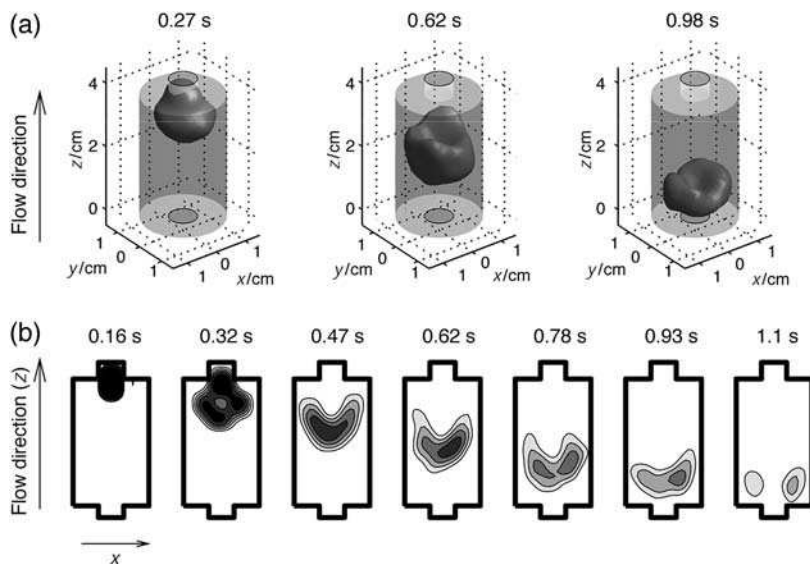 (a)
0.27 s
0.62 s
0.98 s
Flow direction
z/cm
4
2
0
1
0
1
y/cm
1
0
1
x/cm
z/cm
4
2
0
1
0
1
y/cm
1
0
1
x/cm
z/cm
4
2
0
1
0
1
y/cm
1
0
1
x/cm
(b)
0.16 s
0.32 s
0.47 s
0.62 s
0.78 s
0.93 s
1.1 s
Flow direction (z)
x